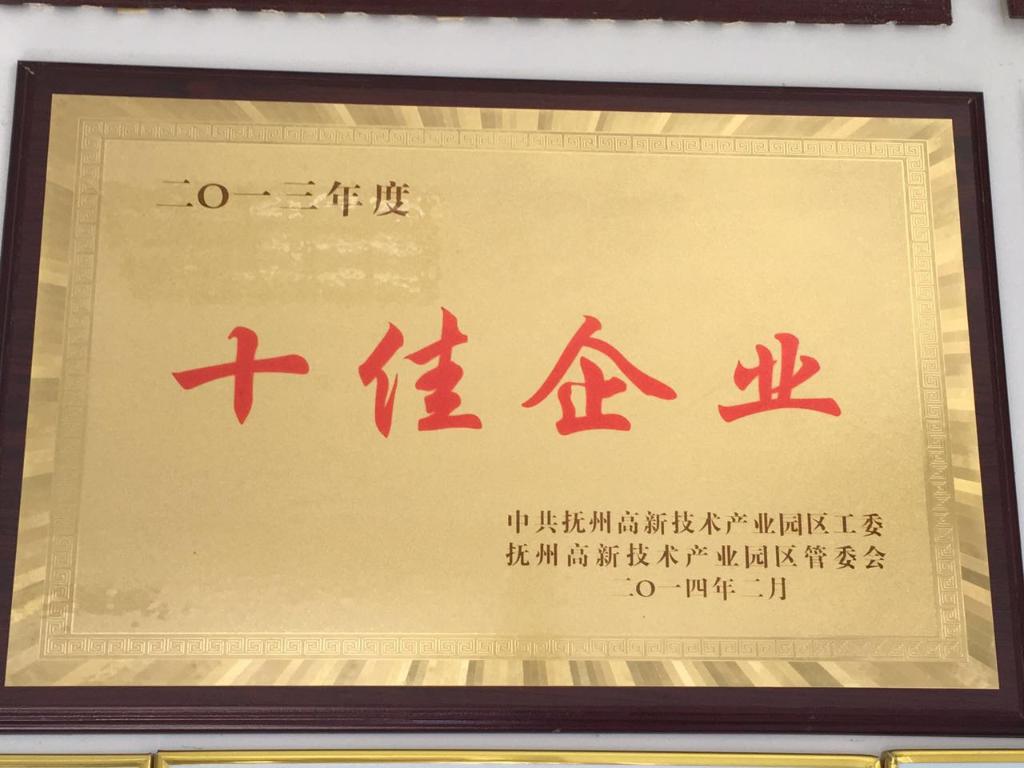 二〇一三年度
十佳企业
中共抚州高新技术产业园区工委
抚州高新技术产业园区管委会
二〇一四年二月